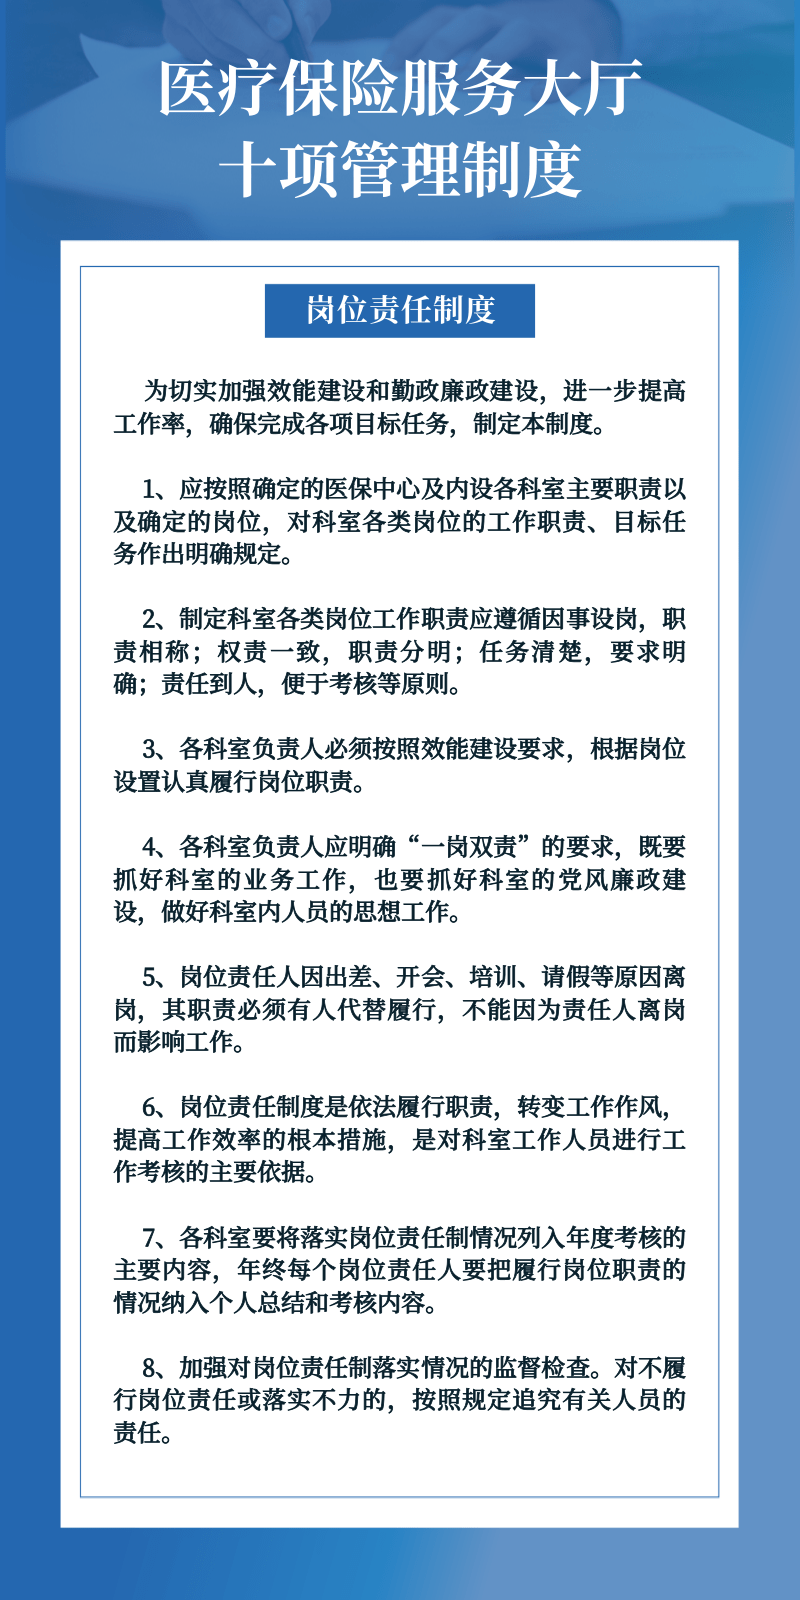 医疗保险服务大厅
十项管理制度
岗位责任制度
为切实加强效能建设和勤政廉政建设，进一步提高
工作率，确保完成各项目标任务，制定本制度。
1、应按照确定的医保中心及内设各科室主要职责以
及确定的岗位，对科室各类岗位的工作职责、目标任
务作出明确规定。
2、制定科室各类岗位工作职责应遵循因事设岗，职
责相称；权责一致，职责分明；任务清楚，要求明
确；责任到人，便于考核等原则。
3、各科室负责人必须按照效能建设要求，根据岗位
设置认真履行岗位职责。
4、各科室负责人应明确“一岗双责”的要求，既要
抓好科室的业务工作，也要抓好科室的党风廉政建
设，做好科室内人员的思想工作。
5、岗位责任人因出差、开会、培训、请假等原因离
岗，其职责必须有人代替履行，不能因为责任人离岗
而影响工作。
6、岗位责任制度是依法履行职责，转变工作作风，
提高工作效率的根本措施，是对科室工作人员进行工
作考核的主要依据。
7、各科室要将落实岗位责任制情况列入年度考核的
主要内容，年终每个岗位责任人要把履行岗位职责的
情况纳入个人总结和考核内容。
8、加强对岗位责任制落实情况的监督检查。对不履
行岗位责任或落实不力的，按照规定追究有关人员的
责任。